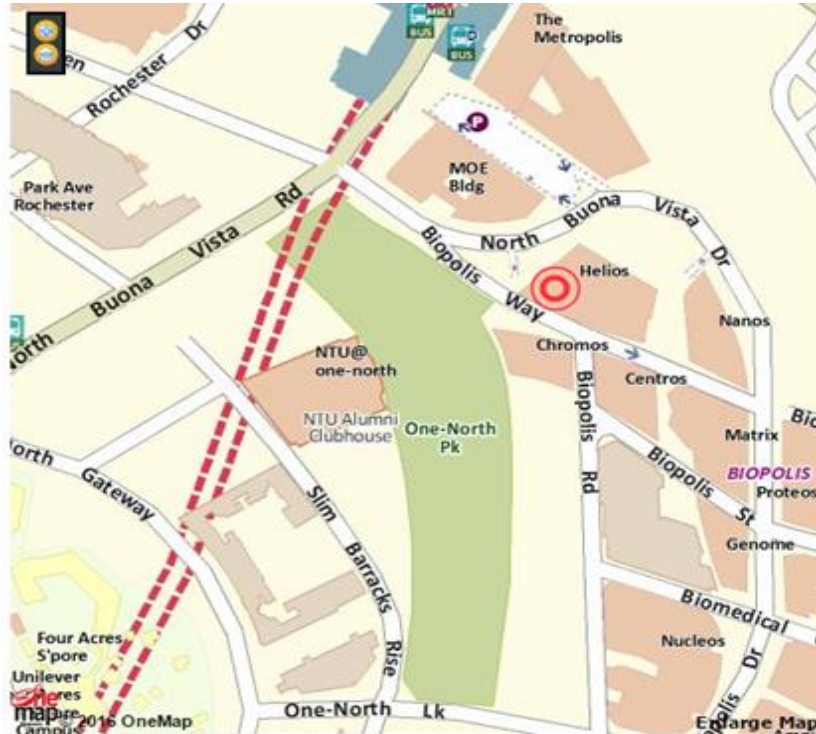 MRT
BUS
BUS
The
Metropolis
en
Rochester Dr
P
MOE
Bldg
Park Ave
Rochester
North Buona Vista Rd
North Buona Vista Dr
Biopolis Way
Helios
Nanos
Chromos
Centros
NTU@
one-north
NTU Alumni
Clubhouse
One-North
Pk
Biopolis Rd
Biopolis St
Matrix
BIOPOLIS
Proteos
Genome
North Gateway
Slim Barracks Rise
Biomedical
Nucleos
Four Acres
S'pore
Unilever
Campus
One-North Lk
map
© 2016 OneMap
Enlarge Map